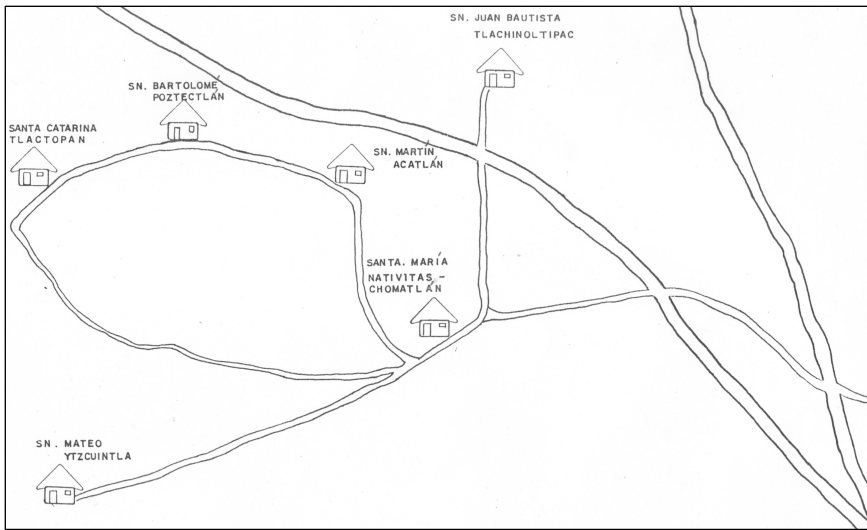 SN. JUAN BAUTISTA
TLACHINOLTIPAC
SN. BARTOLOMÉ
POZTECTLÁN
SANTA CATARINA
TLACTOPAN
SN. MARTÍN
ACATLÁN
SANTA. MARÍA
NATIVITAS -
CHOMATLÁN
SN. MATEO
YTZCUINTLA